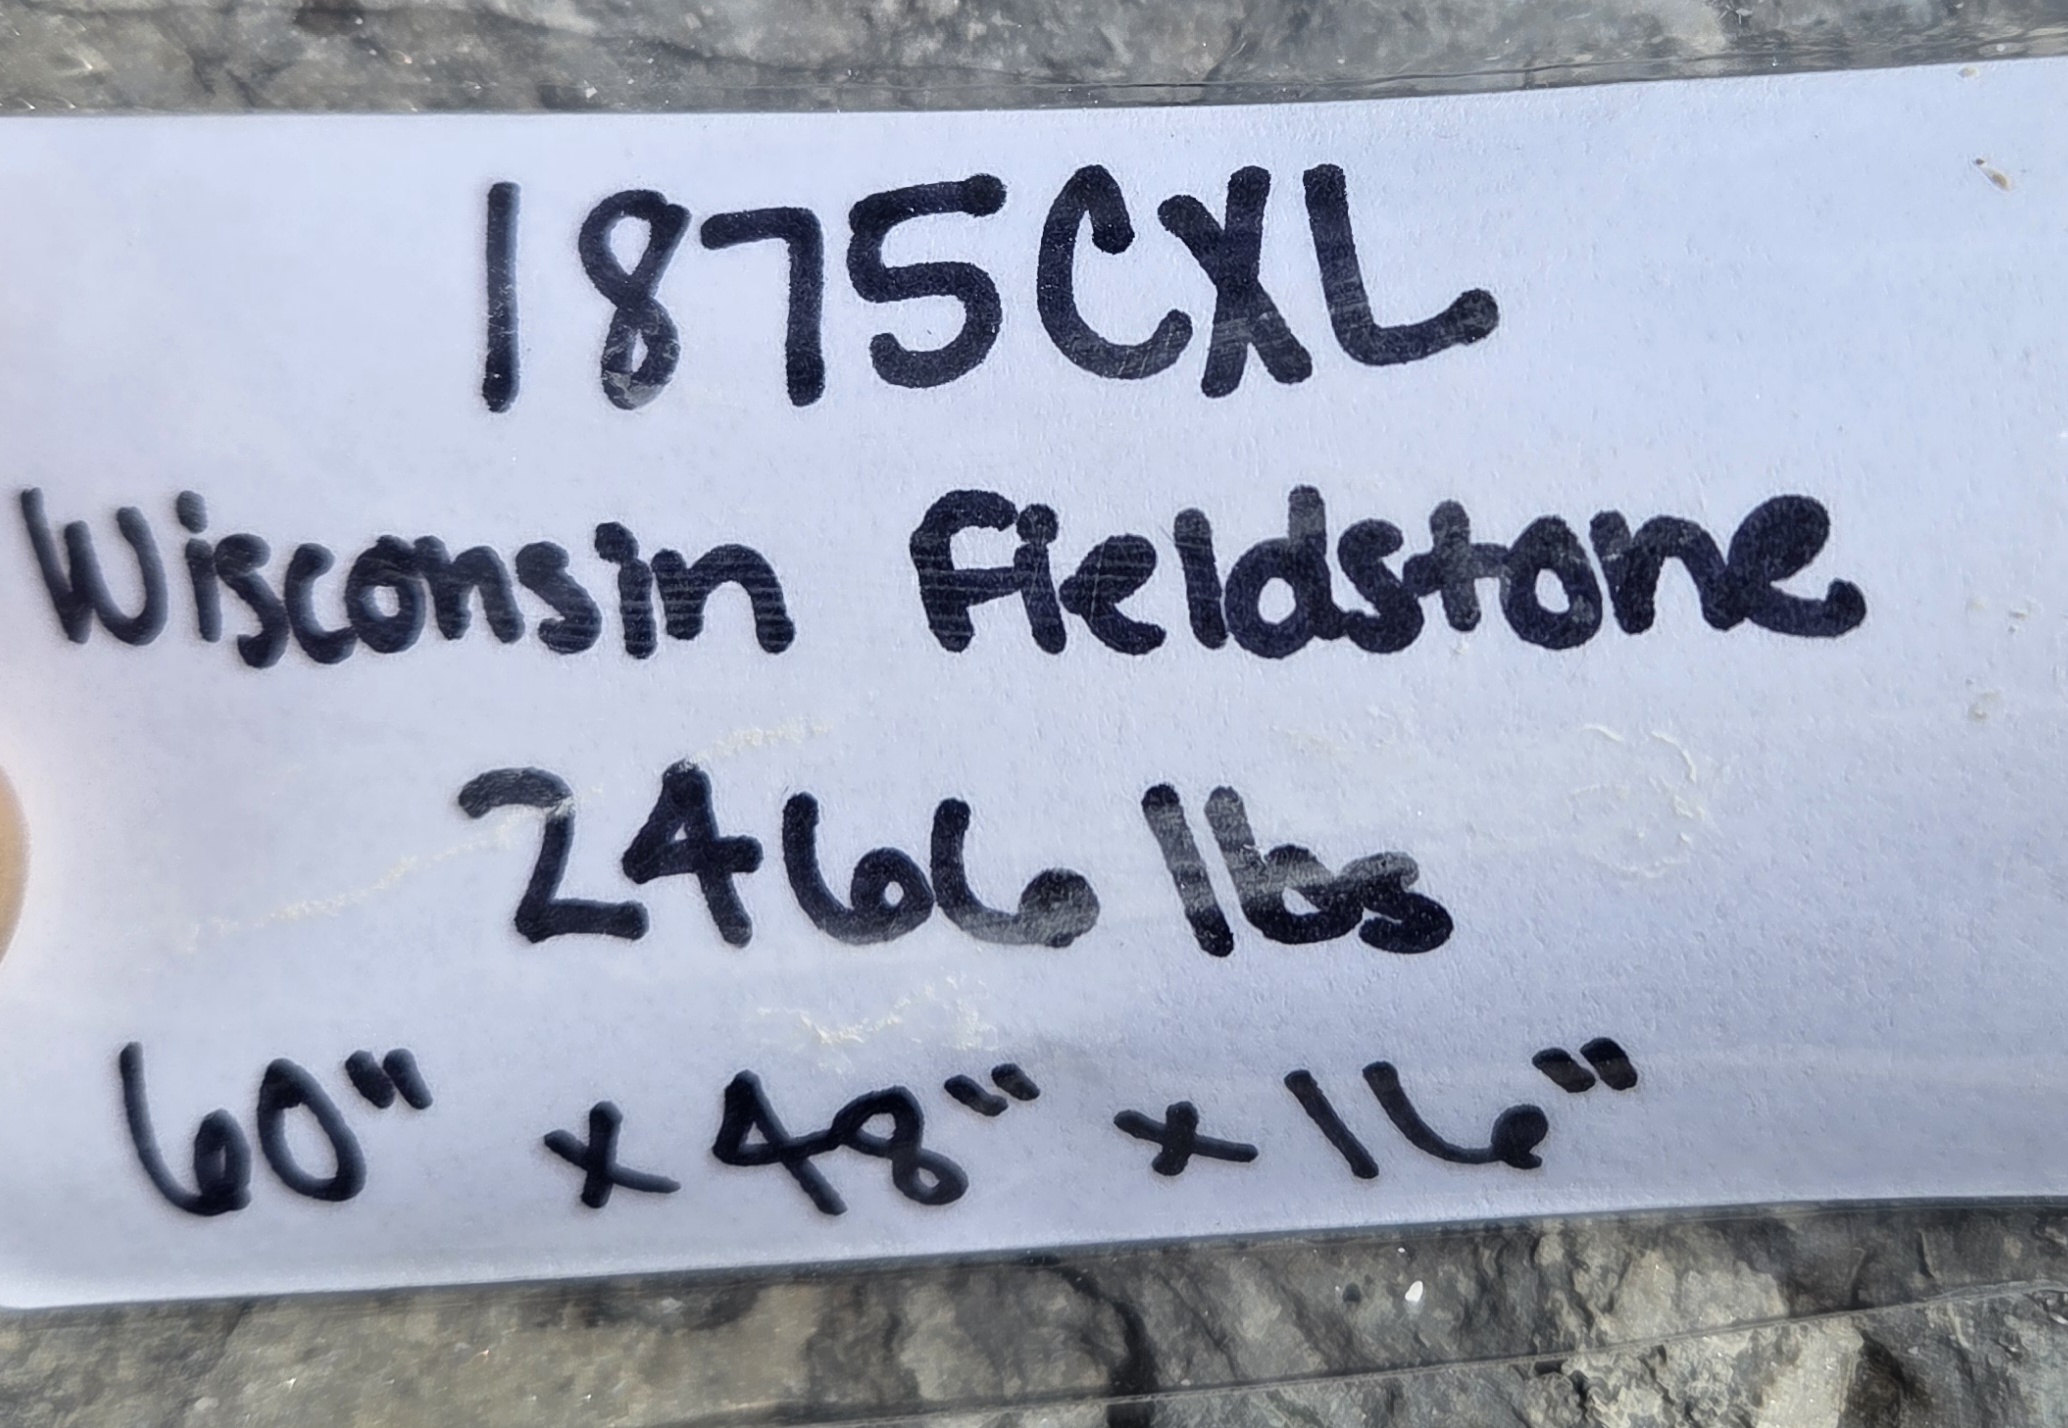 1875CXL
Wisconsin Fieldstone
2466 lbs
60" x 48" x 16"